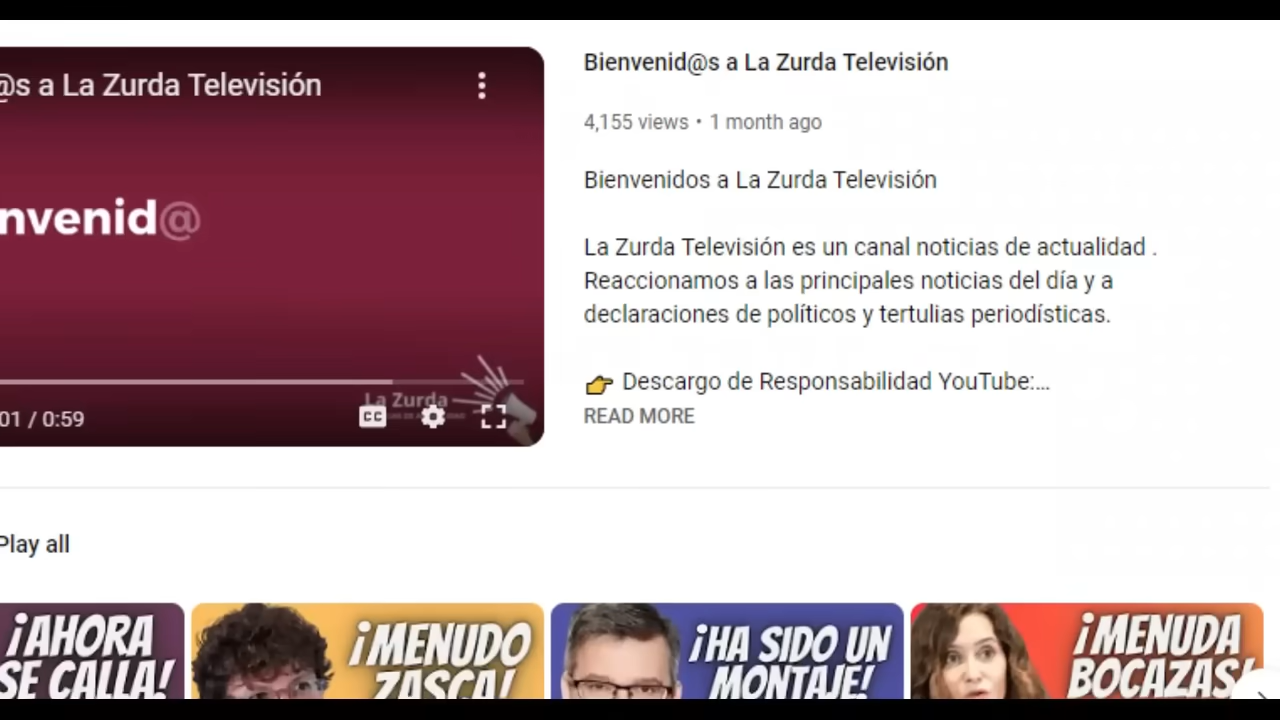 @s a La Zurda Televisión
nvenid@
La Zurda
01 / 0:59
CC
Bienvenid@s a La Zurda Televisión
4,155 views • 1 month ago
Bienvenidos a La Zurda Televisión
La Zurda Televisión es un canal noticias de actualidad .
Reaccionamos a las principales noticias del día y a
declaraciones de políticos y tertulias periodísticas.
👉 Descargo de Responsabilidad YouTube:...
READ MORE
Play all
¡AHORA
SE CALLA!
¡MENUDO
ZASCA!
¡HA SIDO UN
MONTAJE!
¡MENUDA
BOCAZAS!